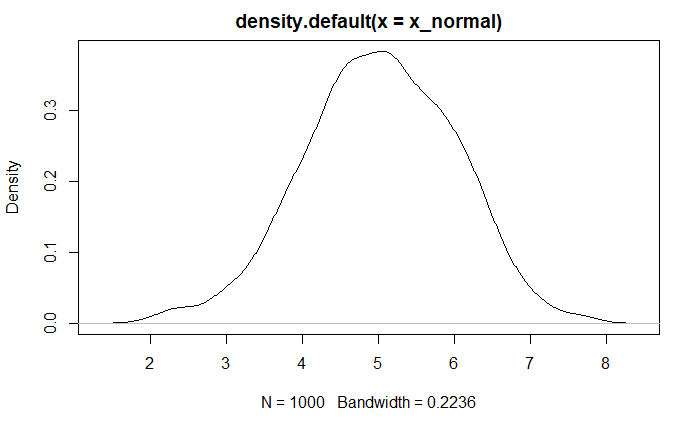 density.default(x = x_normal)
Density
0.3
0.2
0.1
0.0
2 3 4 5 6 7 8
N = 1000 Bandwidth = 0.2236